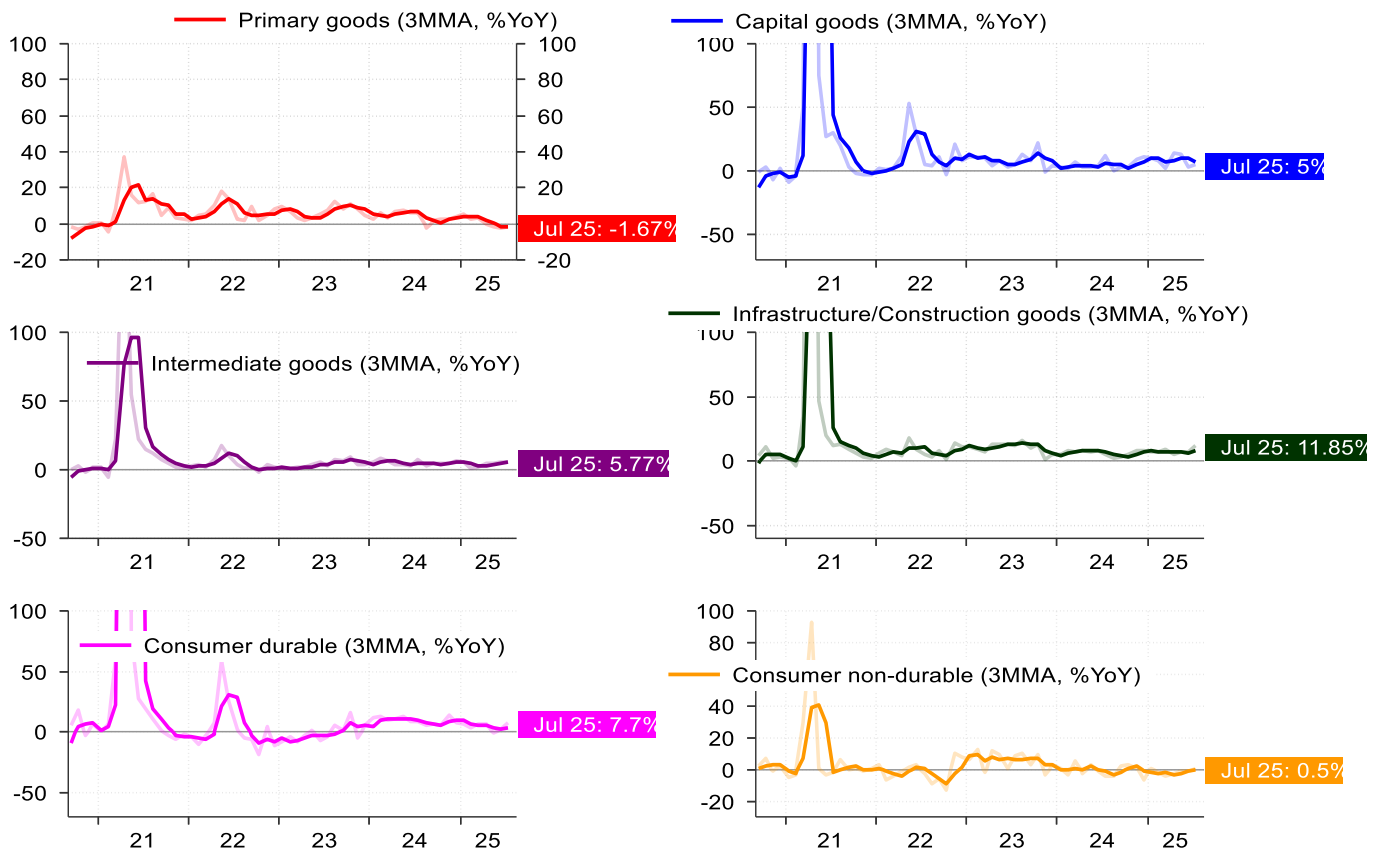 Primary goods (3MMA, %YoY)
100
80
60
40
20
0
-20
100
80
60
40
20
0
-20
Jul 25: -1.67%
21 22 23 24 25
Capital goods (3MMA, %YoY)
100
50
0
-50
Jul 25: 5%
21 22 23 24 25
Intermediate goods (3MMA, %YoY)
100
50
0
-50
Jul 25: 5.77%
21 22 23 24 25
Infrastructure/Construction goods (3MMA, %YoY)
100
50
0
-50
Jul 25: 11.85%
21 22 23 24 25
Consumer durable (3MMA, %YoY)
100
50
0
-50
Jul 25: 7.7%
21 22 23 24 25
Consumer non-durable (3MMA, %YoY)
100
80
40
20
0
-20
Jul 25: 0.5%
21 22 23 24 25